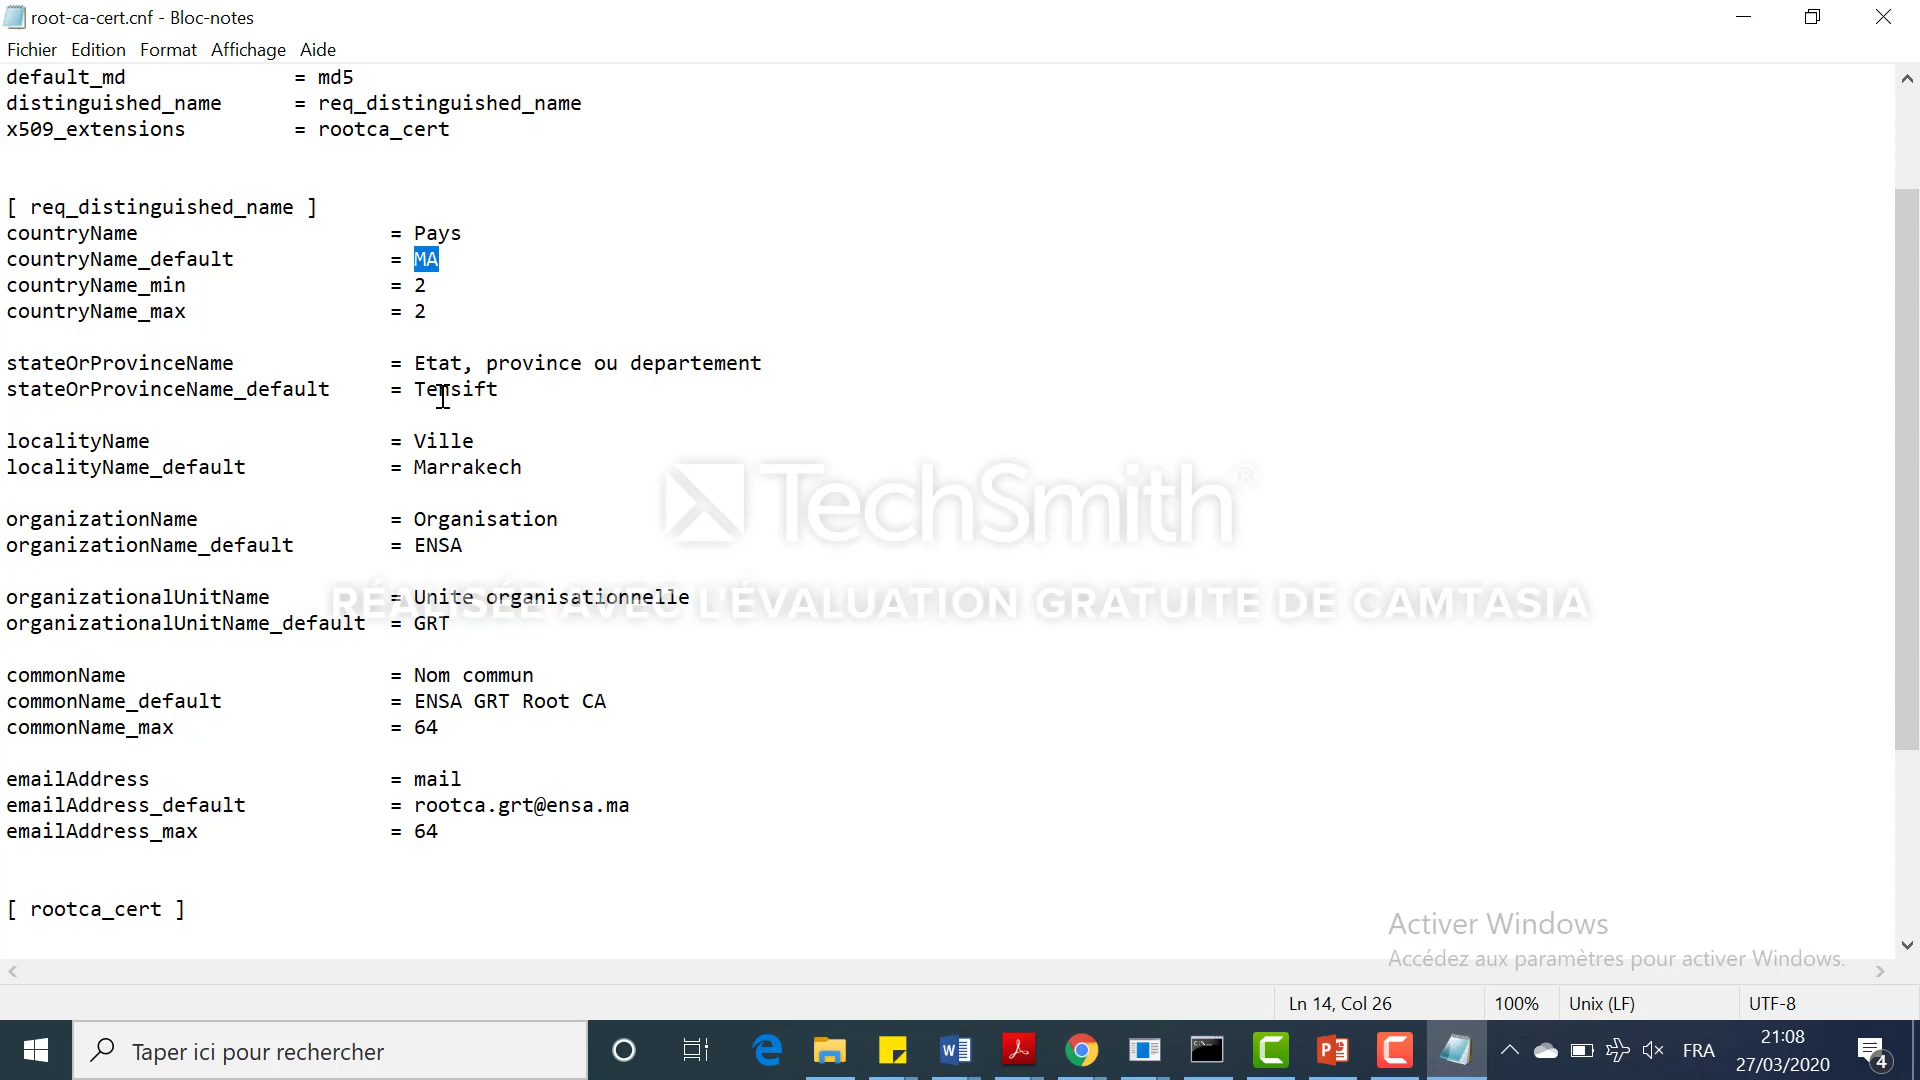 root-ca-cert.cnf - Bloc-notes
Fichier Edition Format Affichage Aide
default_md = md5
distinguished_name = req_distinguished_name
x509_extensions = rootca_cert
[ req_distinguished_name ]
countryName = Pays
countryName_default = MA
countryName_min = 2
countryName_max = 2
stateOrProvinceName = Etat, province ou departement
stateOrProvinceName_default = Tensift
localityName = Ville
localityName_default = Marrakech
TechSmith®
organizationName = Organisation
organizationName_default = ENSA
organizationalUnitName = Unite organisationnelle
RÉALISÉE AVEC L'ÉVALUATION GRATUITE DE CAMTASIA
organizationalUnitName_default = GRT
commonName = Nom commun
commonName_default = ENSA GRT Root CA
commonName_max = 64
emailAddress = mail
emailAddress_default = rootca.grt@ensa.ma
emailAddress_max = 64
[ rootca_cert ]
Activer Windows
Accédez aux paramètres pour activer Windows.
Ln 14, Col 26 100% Unix (LF) UTF-8
Taper ici pour rechercher
FRA
21:08
27/03/2020
4